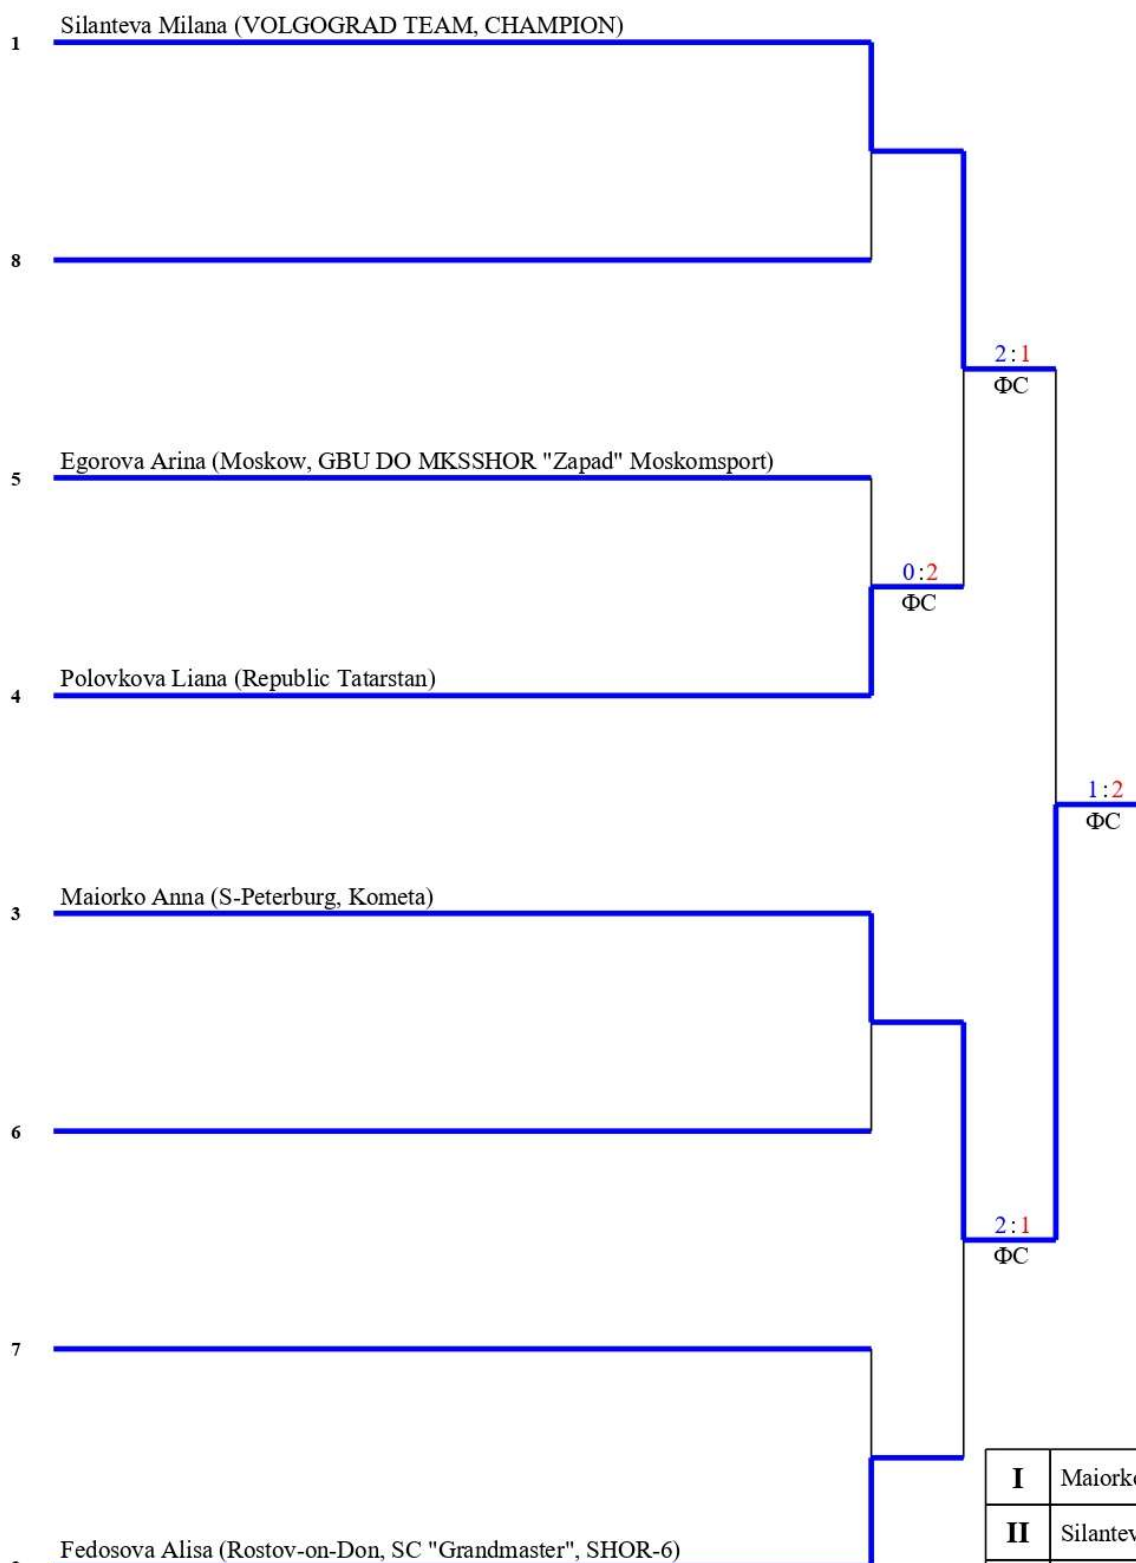 Silanteva Milana (VOLGOGRAD TEAM, CHAMPION)
1
8
2:1
ФС
Egorova Arina (Moskow, GBU DO MKSSHOR "Zapad" Moskomsport)
5
0:2
ФС
Polovkova Liana (Republic Tatarstan)
4
1:2
ФС
Maiorko Anna (S-Peterburg, Kometa)
3
6
2:1
ФС
7
I Maiorko
II Silantev
Fedosova Alisa (Rostov-on-Don, SC "Grandmaster", SHOR-6)